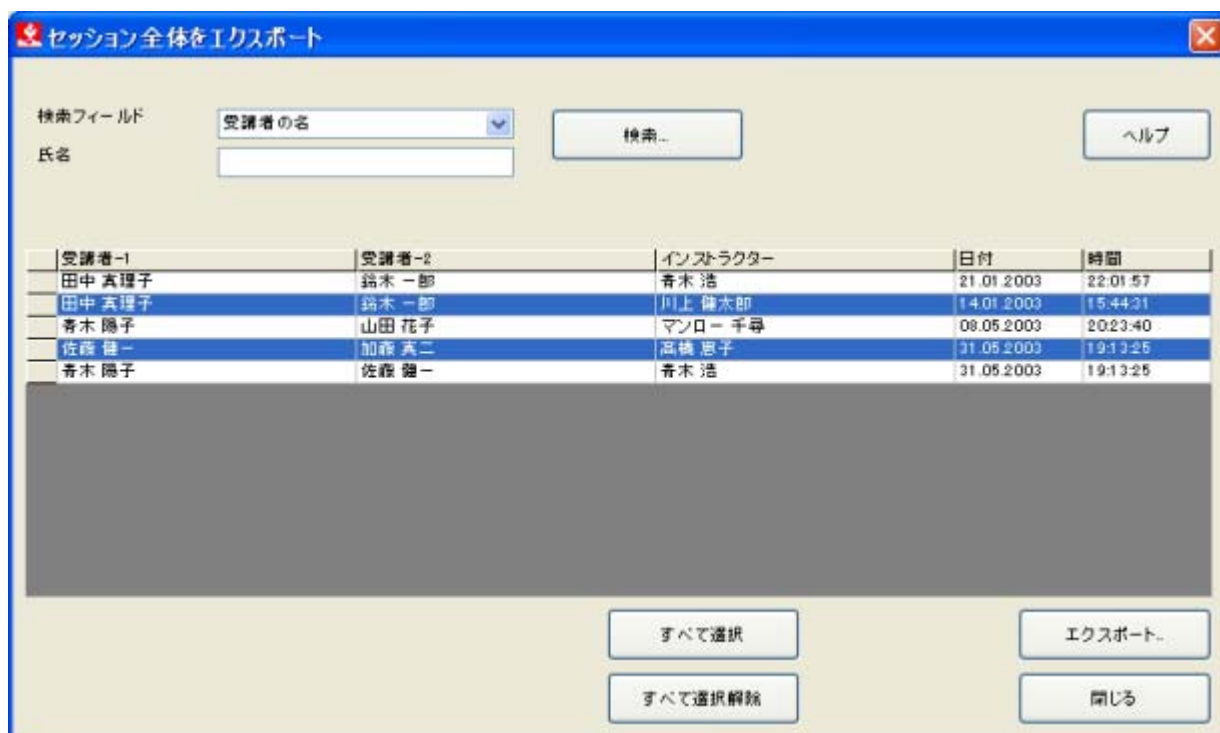 セッション全体をエクスポート
検索フィールド 受講者の名 検索... ヘルプ
氏名
受講者-1 受講者-2 インストラクター 日付 時間
田中 真理子 鈴木 一郎 青木 浩 21.01.2003 22:01:57
田中 真理子 鈴木 一郎 川上 健太郎 14.01.2003 15:44:31
青木 陽子 山田 花子 マンロー 千尋 08.05.2003 20:23:40
佐藤 健一 加藤 真二 高橋 恵子 31.05.2003 19:13:25
青木 陽子 佐藤 健一 青木 浩 31.05.2003 19:13:25
すべて選択 エクスポート..
すべて選択解除 閉じる